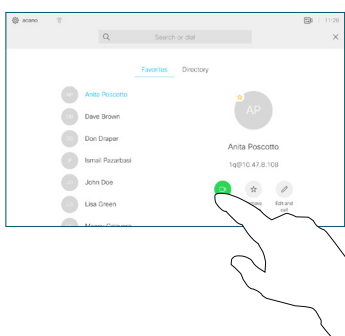 acano
11:26
Search or dial
Favorites Directory
AP
Anita Poscotto
Dave Brown
AP
Don Draper
Anita Poscotto
Ismail Pazarbasi
1q@10.47.8.109
John Doe
Lisa Green
Edit and
call